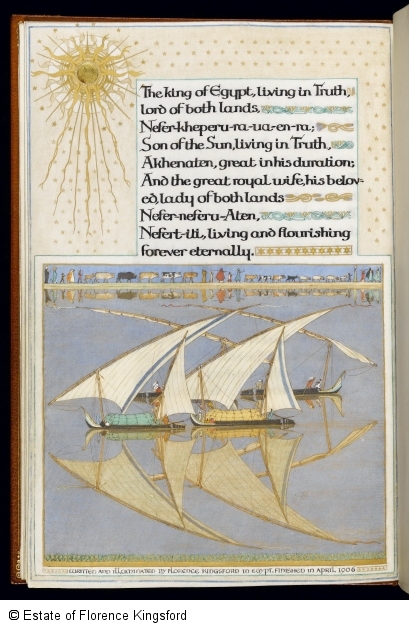 The king of Egypt, living in Truth,
lord of both lands,
Nefer-kheperu-ra-ua-en-ra;
Son of the Sun, living in Truth,
Akhenaten, great in his duration;
And the great royal wife, his belov-
ed, lady of both lands
Nefer-neferu-Aten,
Nefert-iti, living and flourishing
forever eternally.
WRITTEN AND ILLUMINATED BY FLORENCE KINGSFORD IN EGYPT. FINISHED IN APRIL 1906
© Estate of Florence Kingsford